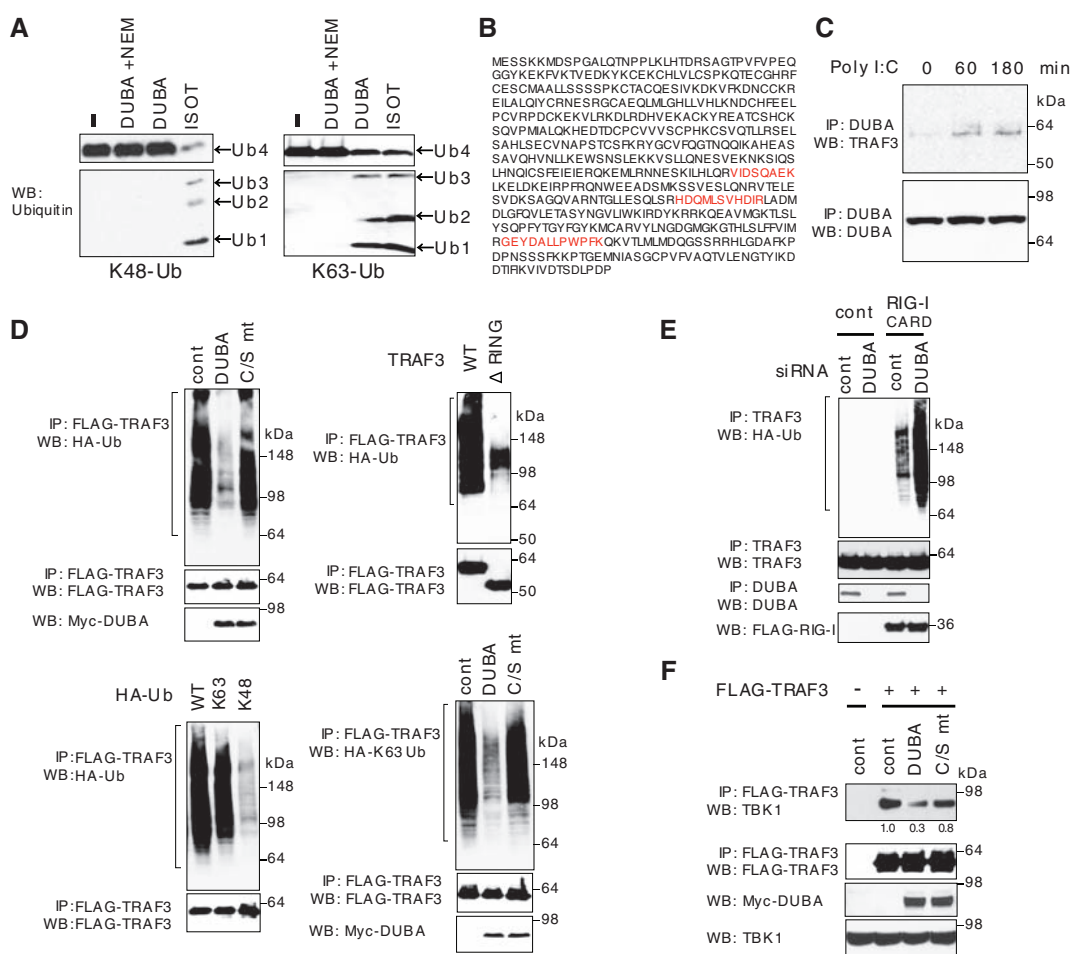 A
DUBA +NEM
DUBA
ISOT
DUBA +NEM
DUBA
ISOT
Ub4
Ub4
WB:
Ubiquitin
Ub3
Ub2
Ub1
Ub3
Ub2
Ub1
K48-Ub
K63-Ub
B
MESSKKMDSPGALQTNPPLKLHTDRSAGTPVFVPEQ
GGYKEKFVKTVEDKYKCEKCHLVLCSPKQTECGHRF
CESCMAALLSSSSPKCTACQESIVKDKVFKDNCCKR
EILALQIYCRNESRGCAEQLMLGHLLVHLKNDCHFEEL
PCVRPDCKEKVLRKDLRDHVEKACKYREATCSHCK
SQVPMIALQKHEDTDCPCVVVSCPHKCSVQTLLRSEL
SAHLSECVNAPSTCSFKRYGCVFQGTNQQIKAHEAS
SAVQHVNLLKEWSNSLEKKVSLLQNESVEKNKSIQS
LHNQICSFEIEIERQKEMLRNNESKILHLQRVIDSQAEK
LKELDKEIRPFRQNWEEADSMKSSVESLQNRVTELE
SVDKSAGQVARNTGLLESQLSRHDQMLSVHDIRLADM
DLGFQVLETASYNGVLIWKIRDYKRRKQEAVMGKTLSL
YSQPFYTGYFGYKMCARVYLNGDGMGKGTHLSLFFVIM
RGEYDALLPWPFKQKVTLMLMDQGSSRRHLGDAFKP
DPNSSSFKKPTGEMNIASGCPVFVAQTVLENGTYIKD
DTIFIKVIVDTSDLPDP
C
Poly I:C 0 60 180 min
kDa
IP: DUBA
WB: TRAF3
64
50
98
IP: DUBA
WB: DUBA
64
D
cont
DUBA
C/S mt
IP: FLAG-TRAF3
WB: HA-Ub
kDa
148
98
64
IP: FLAG-TRAF3
WB: FLAG-TRAF3
64
98
WB: Myc-DUBA
TRAF3
WT
Δ RING
IP: FLAG-TRAF3
WB: HA-Ub
kDa
148
98
64
50
64
IP: FLAG-TRAF3
WB: FLAG-TRAF3
50
HA-Ub
WT
K63
K48
IP: FLAG-TRAF3
WB: HA-Ub
kDa
148
98
64
IP: FLAG-TRAF3
WB: FLAG-TRAF3
64
cont
DUBA
C/S mt
IP: FLAG-TRAF3
WB: HA-K63Ub
kDa
148
98
64
IP: FLAG-TRAF3
WB: FLAG-TRAF3
64
98
WB: Myc-DUBA
E
cont
RIG-I
CARD
siRNA
cont
DUBA
cont
DUBA
IP: TRAF3
WB: HA-Ub
kDa
148
98
64
IP: TRAF3
WB: TRAF3
64
IP: DUBA
WB: DUBA
WB: FLAG-RIG-I
36
F
FLAG-TRAF3 - + + +
cont
cont
DUBA
C/S mt
kDa
IP: FLAG-TRAF3
WB: TBK1
98
1.0 0.3 0.8
IP: FLAG-TRAF3
WB: FLAG-TRAF3
64
98
WB: Myc-DUBA
98
WB: TBK1